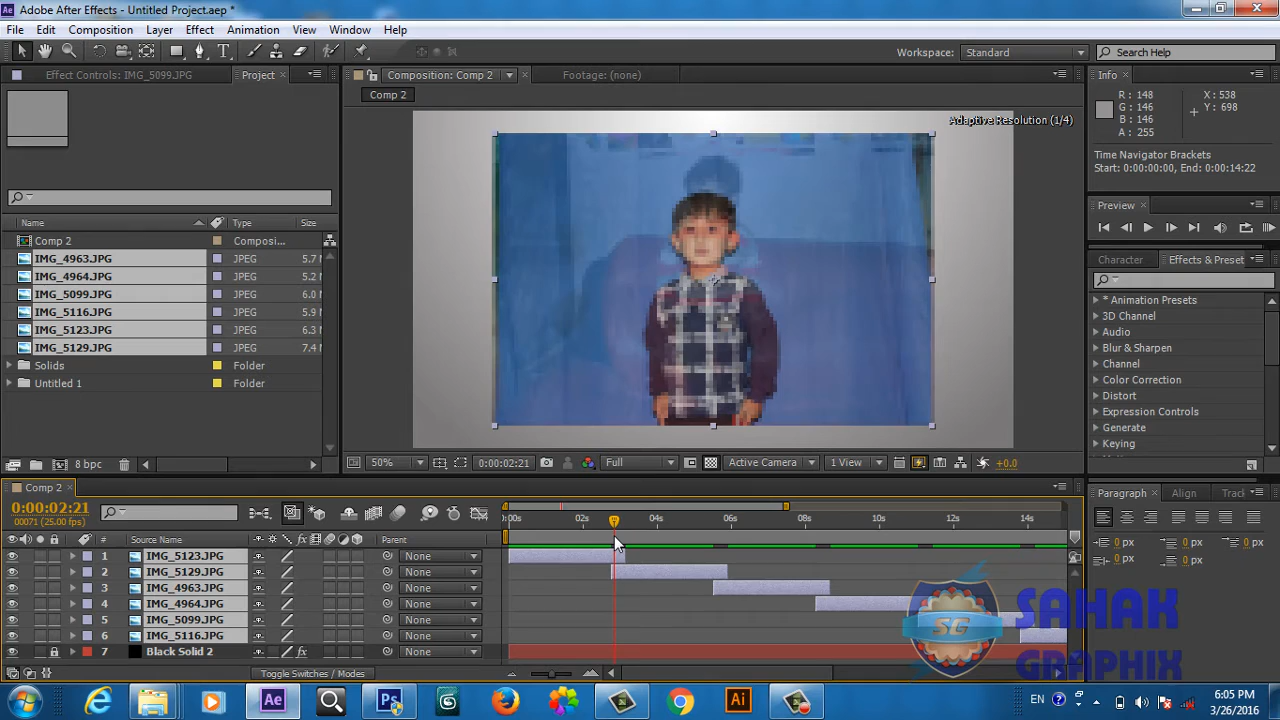 Adobe After Effects - Untitled Project.aep *
File Edit Composition Layer Effect Animation View Window Help
Workspace: Standard Search Help
Effect Controls: IMG_5099.JPG Project
Composition: Comp 2 Footage: (none)
Info
Comp 2
R: 148 X: 538
G: 146 Y: 698
B: 146
A: 255
Adaptive Resolution (1/4)
Time Navigator Brackets
Start: 0:00:00:00, End: 0:00:14:22
Preview
Name Type Size
Comp 2 Composi...
IMG_4963.JPG JPEG 5.7 M
IMG_4964.JPG JPEG 5.2 M
IMG_5099.JPG JPEG 6.0 M
IMG_5116.JPG JPEG 5.9 M
IMG_5123.JPG JPEG 6.3 M
IMG_5129.JPG JPEG 7.4 M
Solids Folder
Untitled 1 Folder
Character Effects & Preset
* Animation Presets
3D Channel
Audio
Blur & Sharpen
Channel
Color Correction
Distort
Expression Controls
Generate
Keying
8 bpc
50% 0:00:02:21 Full Active Camera 1 View +0.0
Comp 2
0:00:02:21
00071 (25.00 fps)
):00s 02s 04s 06s 08s 10s 12s 14s
# Source Name Parent
1 IMG_5123.JPG None
2 IMG_5129.JPG None
3 IMG_4963.JPG None
4 IMG_4964.JPG None
5 IMG_5099.JPG None
6 IMG_5116.JPG None
7 Black Solid 2 fx None
Toggle Switches / Modes
Paragraph Align Track
0 px 0 px 0 px
0 px 0 px
SG
SAHAK
GRAPHIX
Ae Ps Ai
EN 6:05 PM
3/26/2016